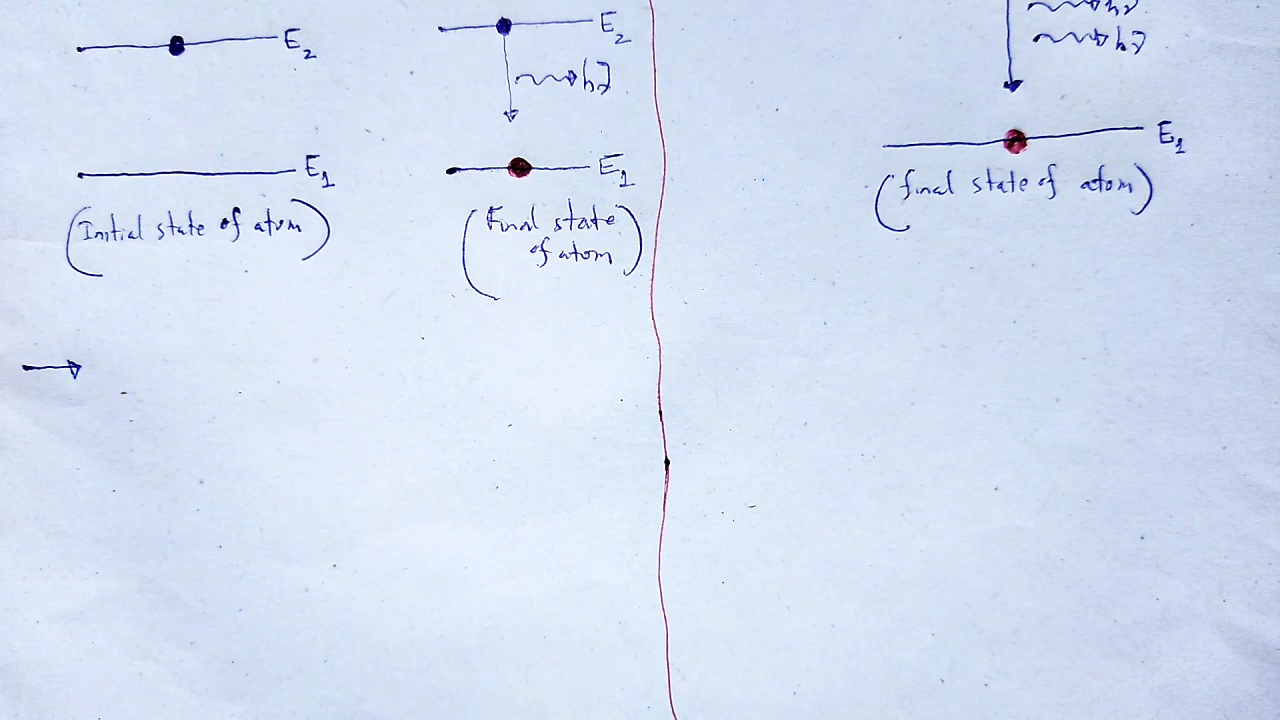 E₂
hν
E₁
(Initial state of atom)
E₂
hν
E₁
(Final state
of atom)
hν
hν
E₁
(final state of atom)